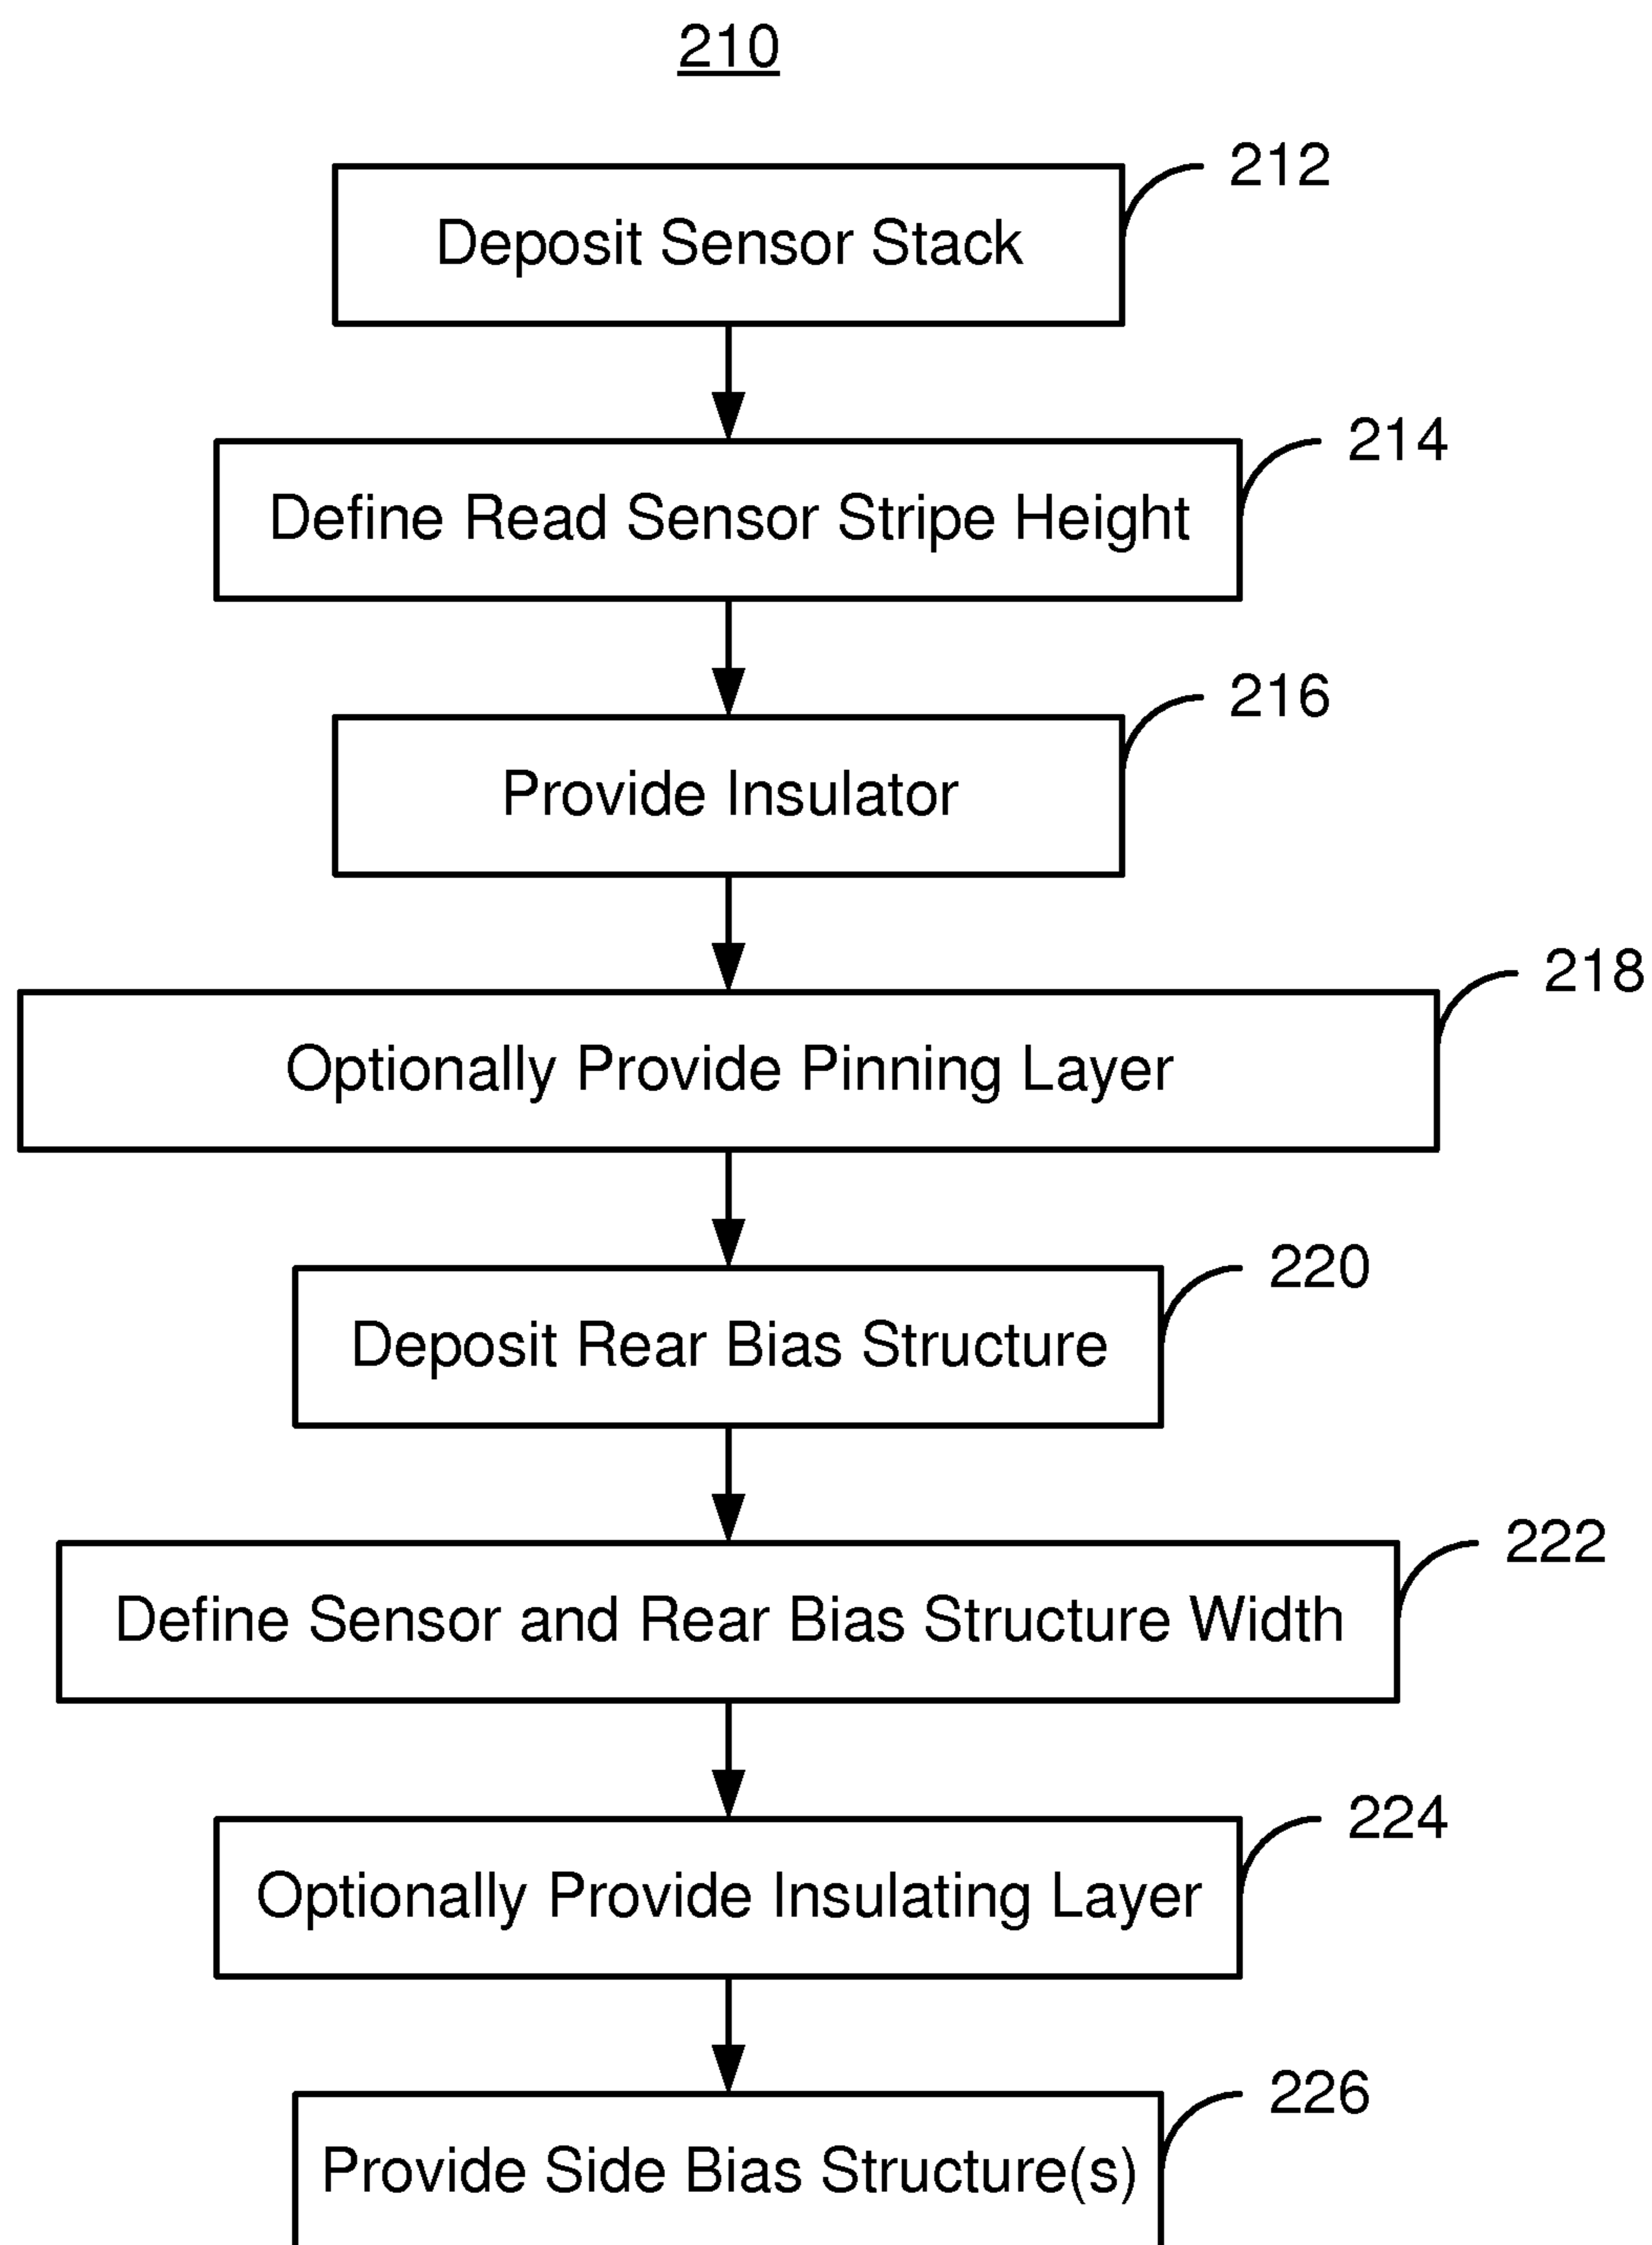 210
212
Deposit Sensor Stack
214
Define Read Sensor Stripe Height
216
Provide Insulator
218
Optionally Provide Pinning Layer
220
Deposit Rear Bias Structure
222
Define Sensor and Rear Bias Structure Width
224
Optionally Provide Insulating Layer
226
Provide Side Bias Structure(s)